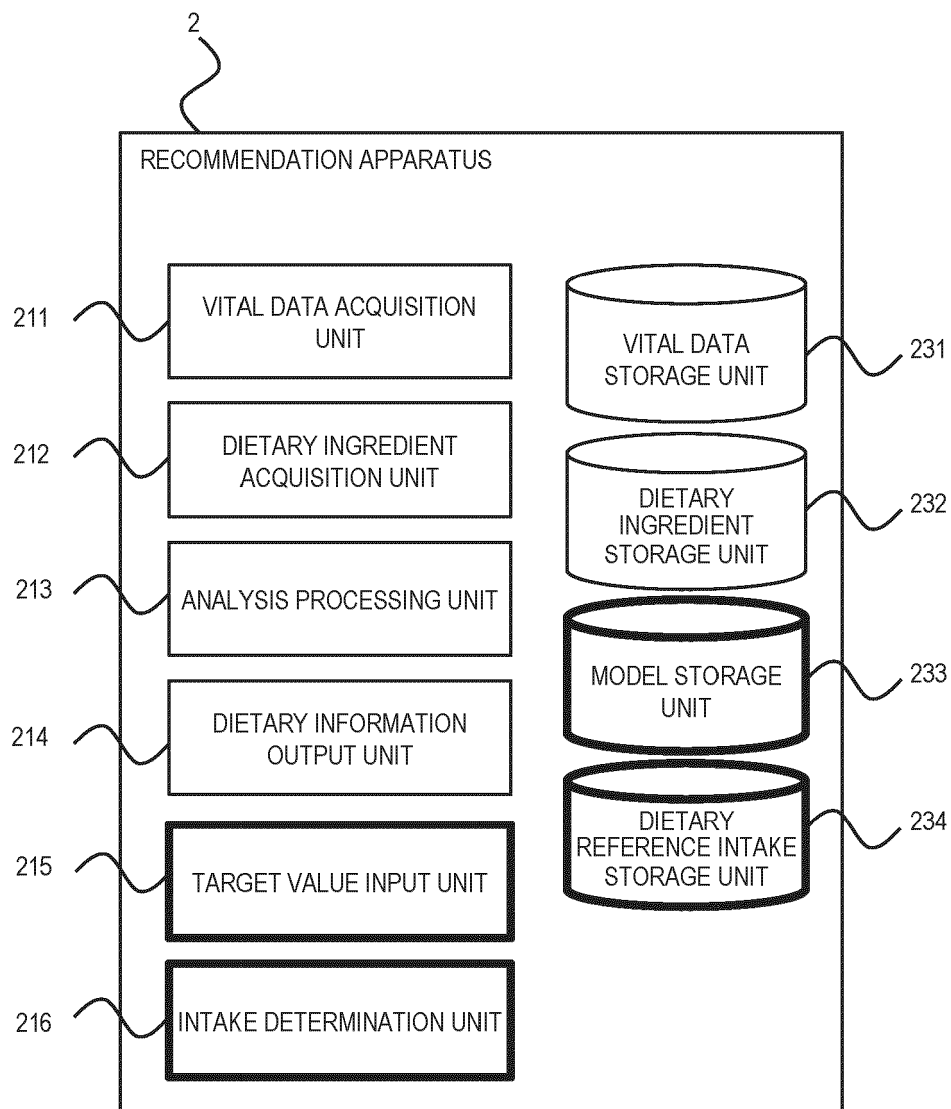 2
RECOMMENDATION APPARATUS
211
VITAL DATA ACQUISITION
UNIT
212
DIETARY INGREDIENT
ACQUISITION UNIT
213
ANALYSIS PROCESSING UNIT
214
DIETARY INFORMATION
OUTPUT UNIT
215
TARGET VALUE INPUT UNIT
216
INTAKE DETERMINATION UNIT
VITAL DATA
STORAGE UNIT
231
DIETARY
INGREDIENT
STORAGE UNIT
232
MODEL STORAGE
UNIT
233
DIETARY
REFERENCE INTAKE
STORAGE UNIT
234